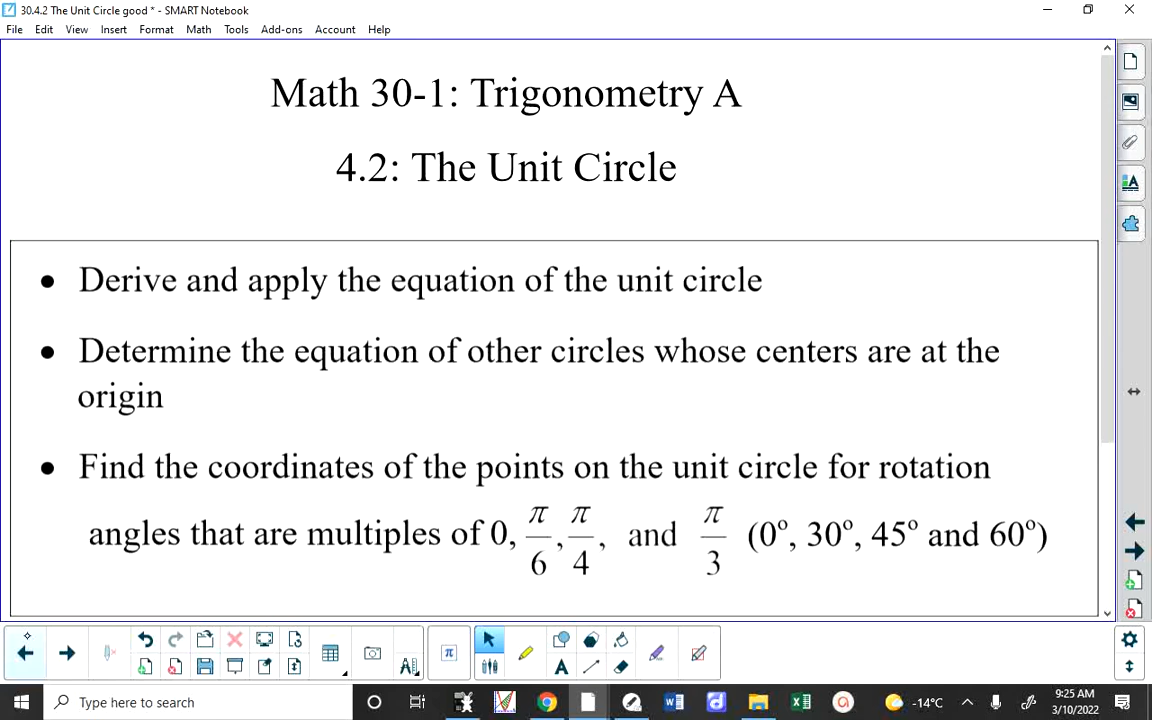 30.4.2 The Unit Circle good * - SMART Notebook
File Edit View Insert Format Math Tools Add-ons Account Help
Math 30-1: Trigonometry A
4.2: The Unit Circle
• Derive and apply the equation of the unit circle
• Determine the equation of other circles whose centers are at the
origin
• Find the coordinates of the points on the unit circle for rotation
angles that are multiples of 0, π/6, π/4, and π/3 (0°, 30°, 45° and 60°)
Type here to search
-14°C
9:25 AM
3/10/2022